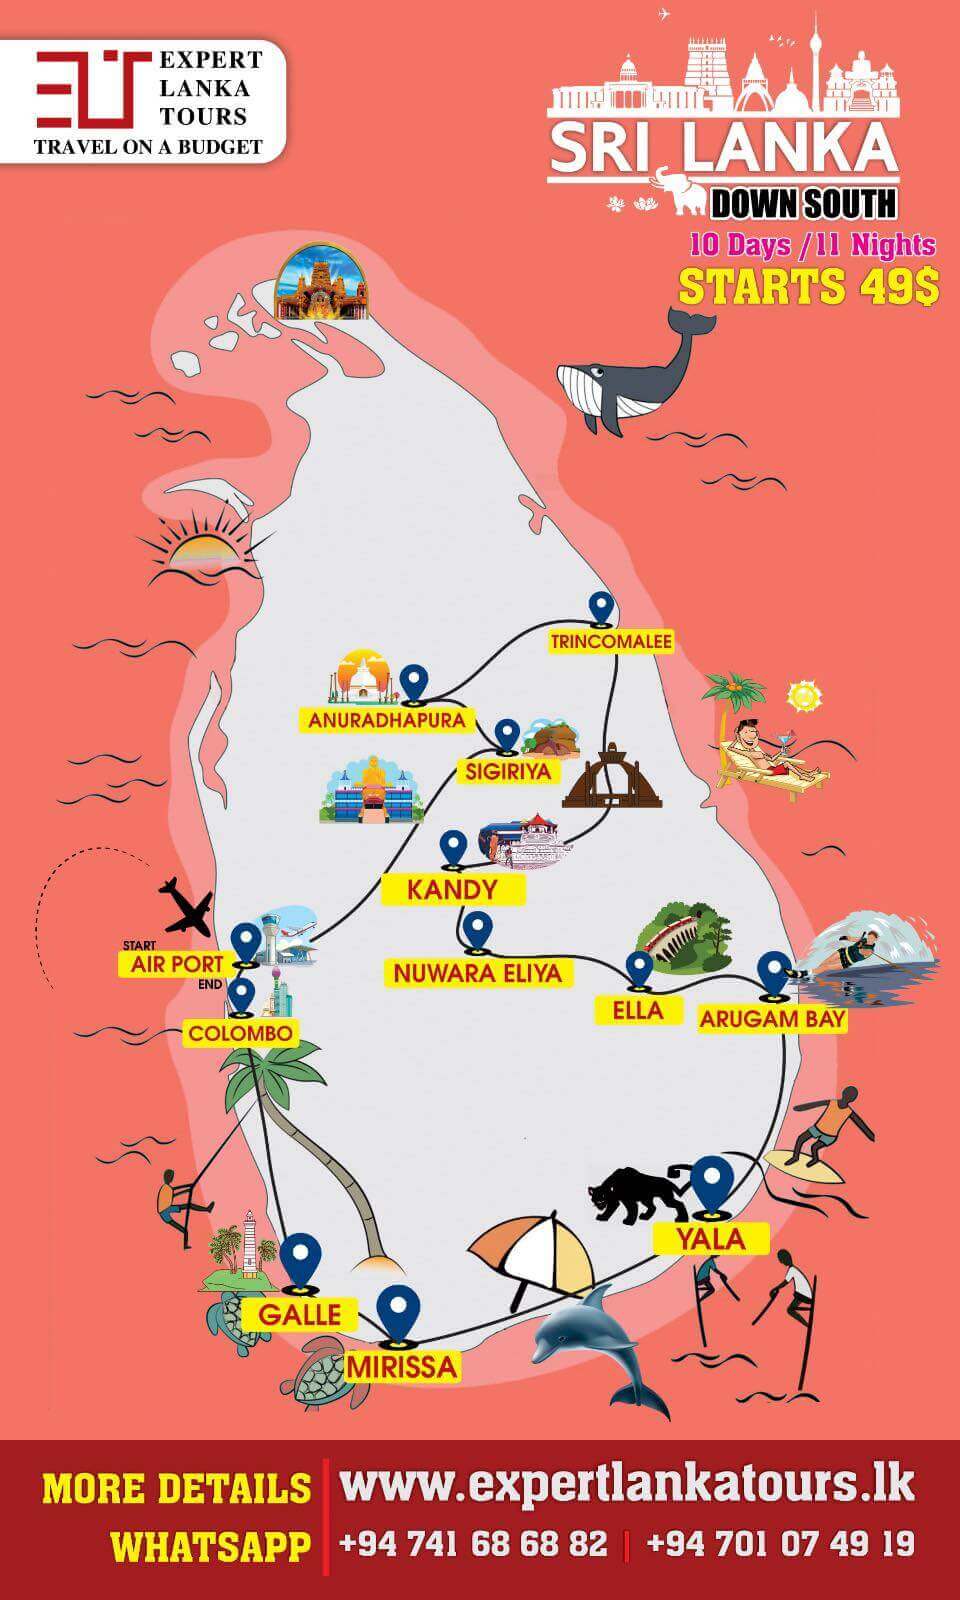 EXPERT
LANKA
TOURS
TRAVEL ON A BUDGET
SRI LANKA
DOWN SOUTH
10 Days /11 Nights
STARTS 49$
TRINCOMALEE
ANURADHAPURA
SIGIRIYA
KANDY
START
AIR PORT
END
NUWARA ELIYA
ELLA
ARUGAM BAY
COLOMBO
YALA
GALLE
MIRISSA
MORE DETAILS
WHATSAPP
www.expertlankatours.lk
+94 741 68 68 82 | +94 701 07 49 19